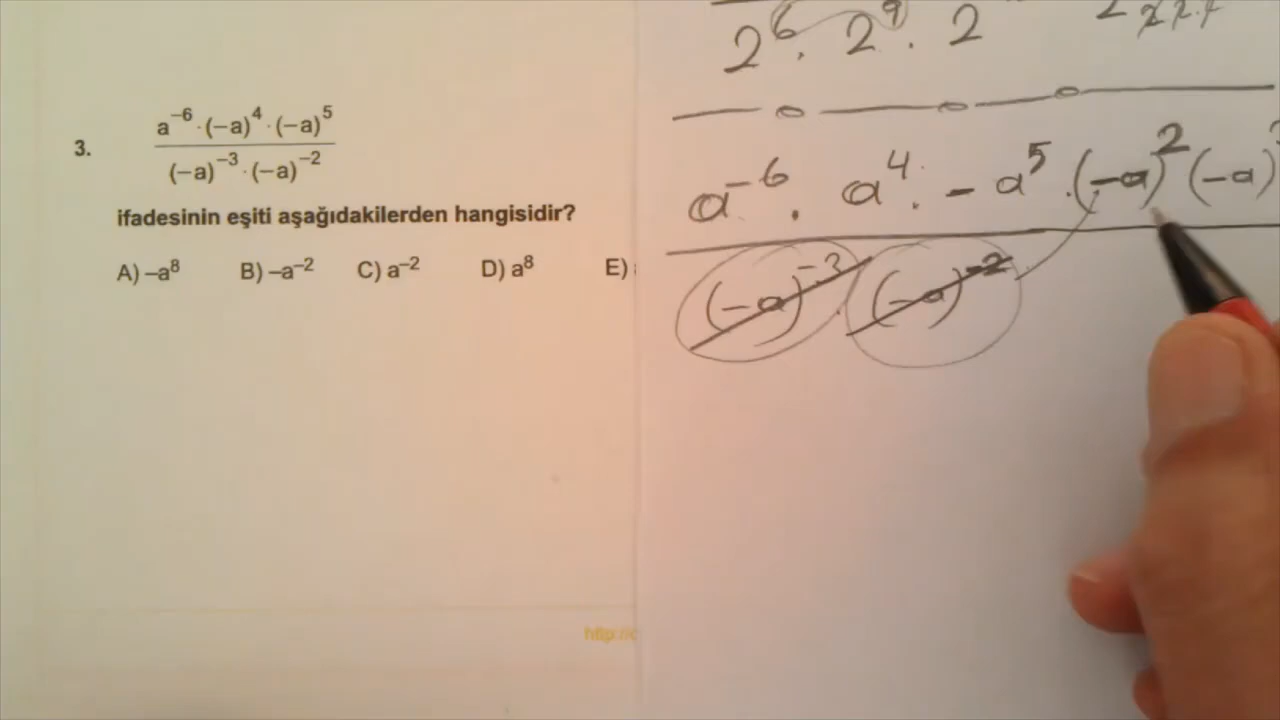 3.
a⁻⁶·(−a)⁴·(−a)⁵
(−a)⁻³·(−a)⁻²
ifadesinin eşiti aşağıdakilerden hangisidir?
A) −a⁸ B) −a⁻² C) a⁻² D) a⁸ E)
http://
2⁶. 2⁹. 2
a⁻⁶. a⁴. - a⁵ .(-a)² (-a)
(-a)⁻³ . (-a)⁻²